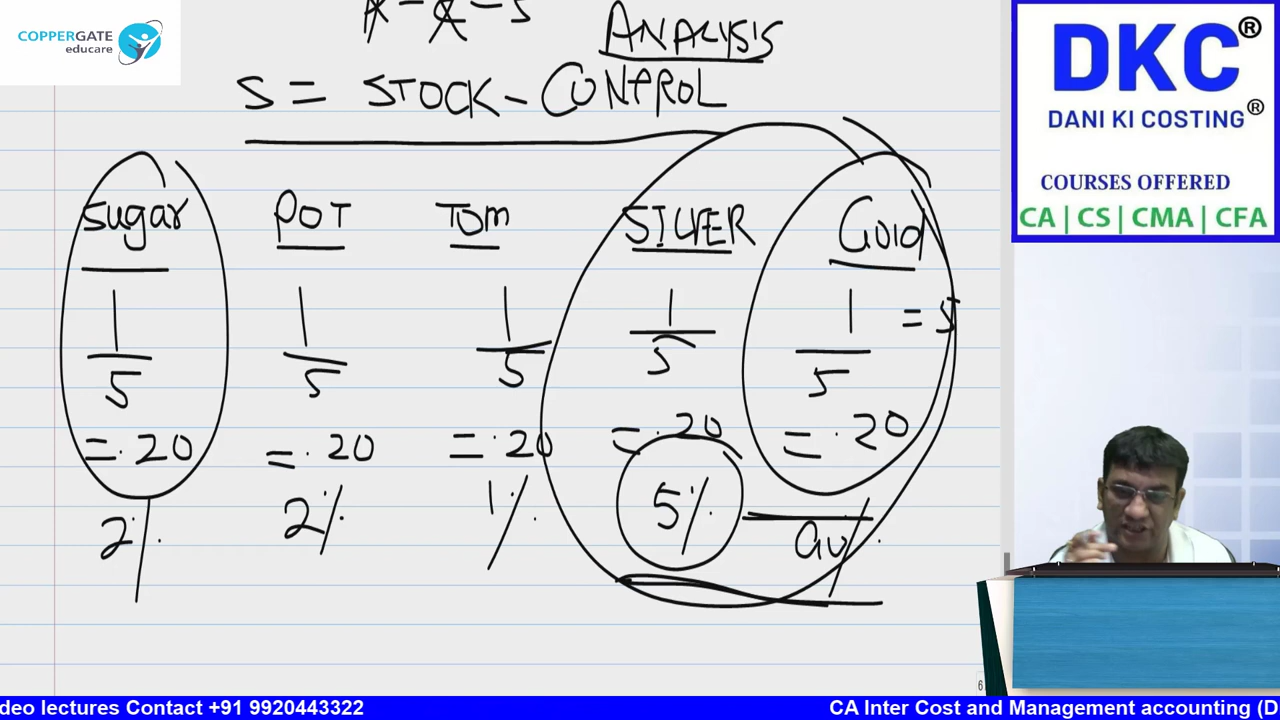 COPPERGATE
educare
ANALYSIS
S = STOCK - CONTROL
Sugar POT TOM SILVER Gold
1 1 1 1 1 = 5
5 5 5 5 5
= .20 = .20 = .20 = .20 = .20
2% 2% 1% 5% 90%
DKC®
DANI KI COSTING®
COURSES OFFERED
CA | CS | CMA | CFA
6
deo lectures Contact +91 9920443322
CA Inter Cost and Management accounting (D